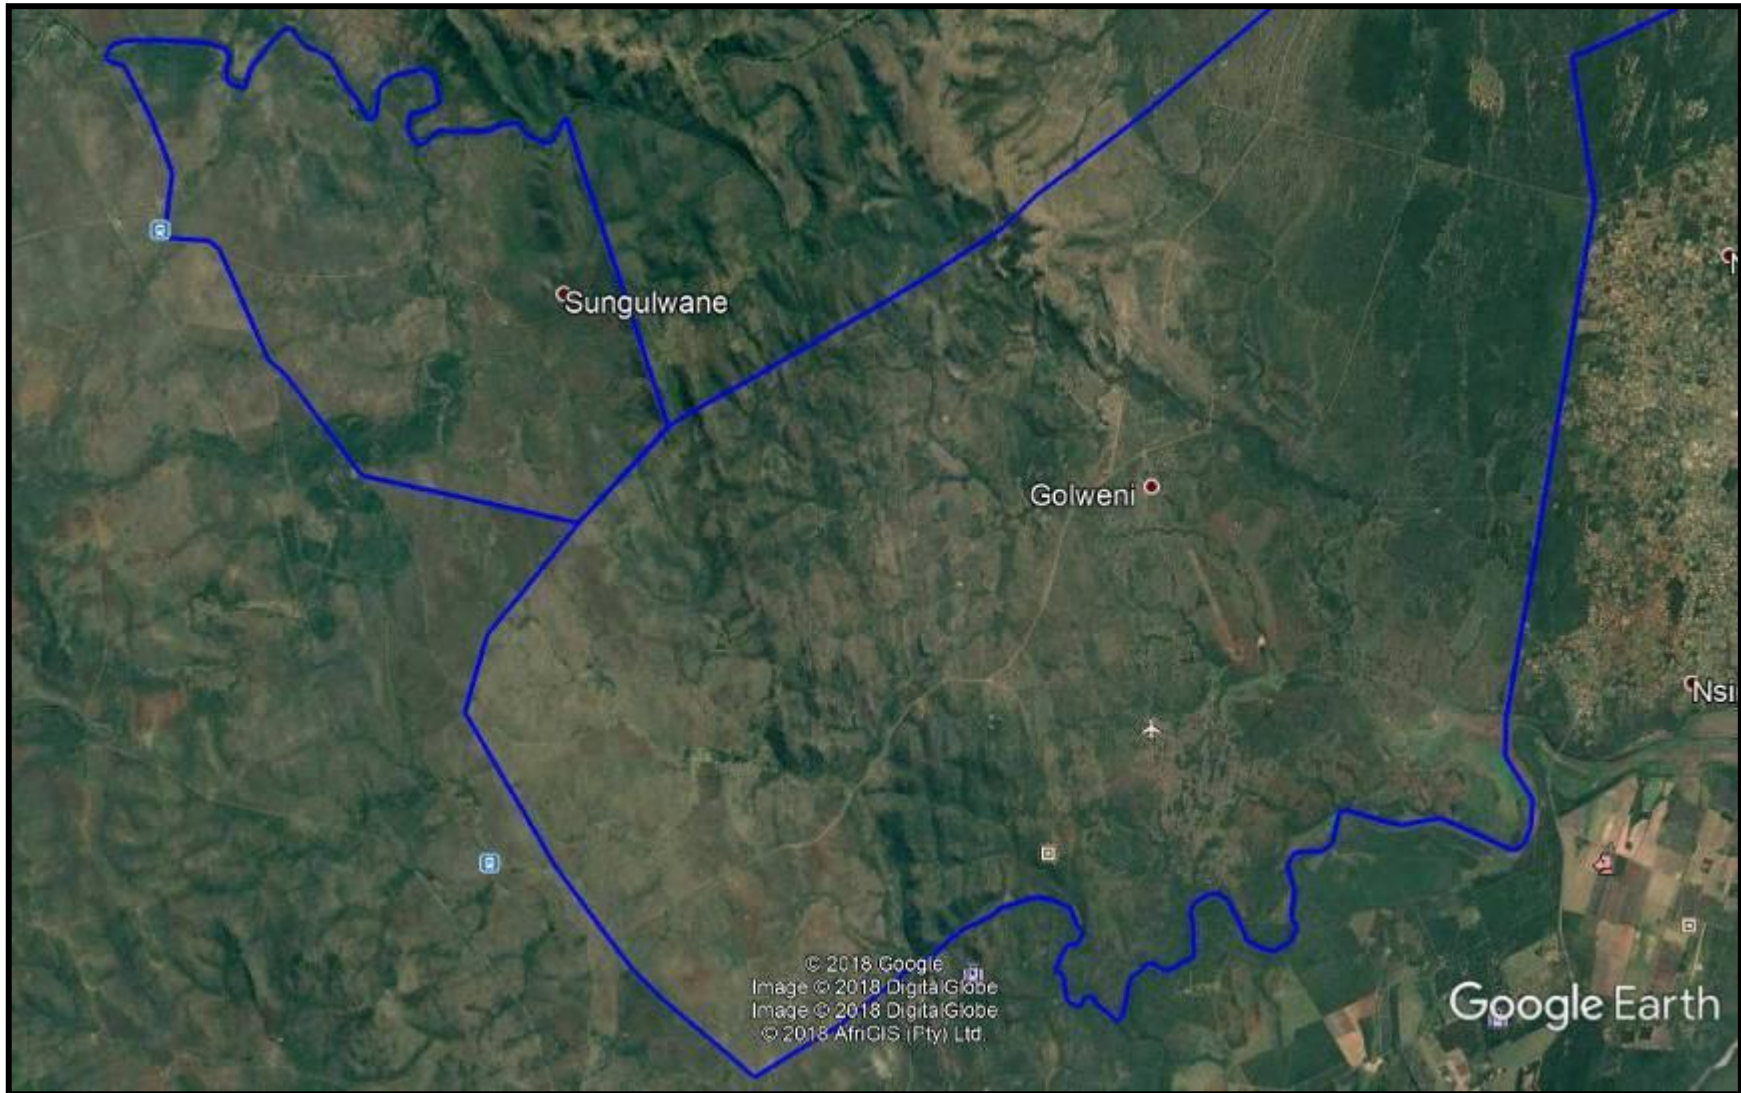 Sungulwane
Golweni
© 2018 Google
Image © 2018 DigitalGlobe
Image © 2018 DigitalGlobe
© 2018 AfriGIS (Pty) Ltd.
N
Nsi
Google Earth